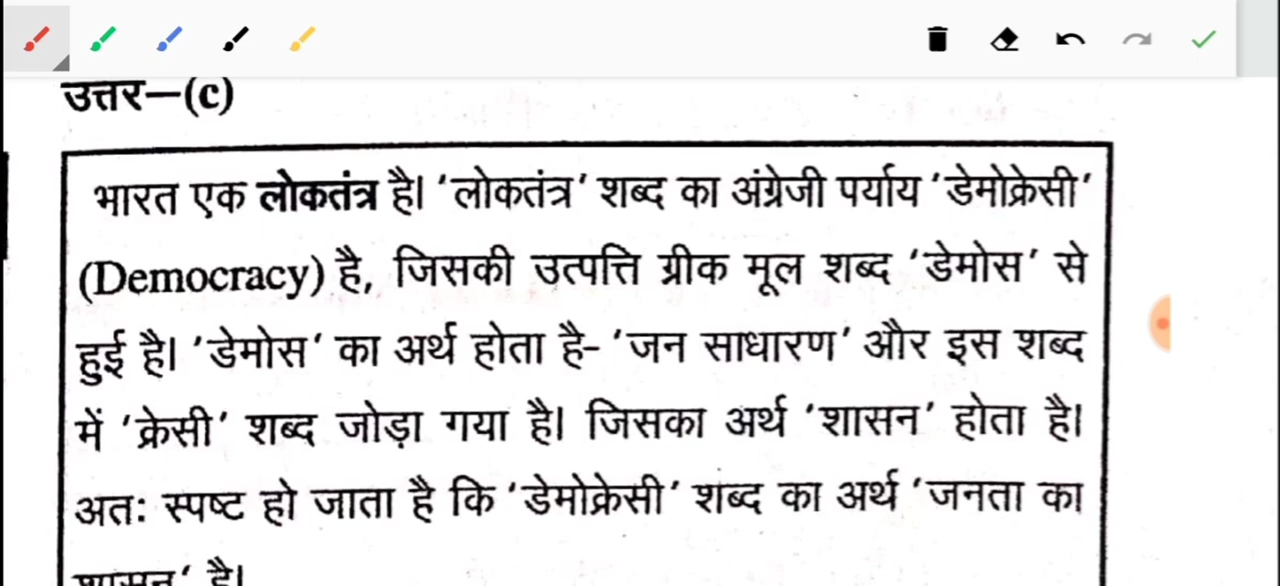 उत्तर–(c)
भारत एक लोकतंत्र है। ‘लोकतंत्र’ शब्द का अंग्रेजी पर्याय ‘डेमोक्रेसी’
(Democracy) है, जिसकी उत्पत्ति ग्रीक मूल शब्द ‘डेमोस’ से
हुई है। ‘डेमोस’ का अर्थ होता है- ‘जन साधारण’ और इस शब्द
में ‘क्रेसी’ शब्द जोड़ा गया है। जिसका अर्थ ‘शासन’ होता है।
अत: स्पष्ट हो जाता है कि ‘डेमोक्रेसी’ शब्द का अर्थ ‘जनता का
शासन’ है।